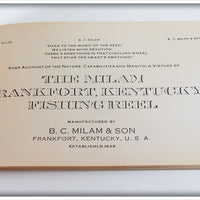 MILAM
B. C. MILAM
B. C. MILAM & SON
"HARK TO THE MUSIC OF THE REEL!
WE LISTEN WITH DEVOTION:
THERE'S SOMETHING IN THAT CIRCLING WHEEL
THAT STIRS THE HEART'S EMOTION!"
SOME ACCOUNT OF THE NATURE, CAPABILITIES AND MANIFOLD VIRTUES OF
THE MILAM
FRANKFORT, KENTUCKY
FISHING REEL
MANUFACTURED BY
B. C. MILAM & SON
FRANKFORT, KENTUCKY, U. S. A.
ESTABLISHED 1839